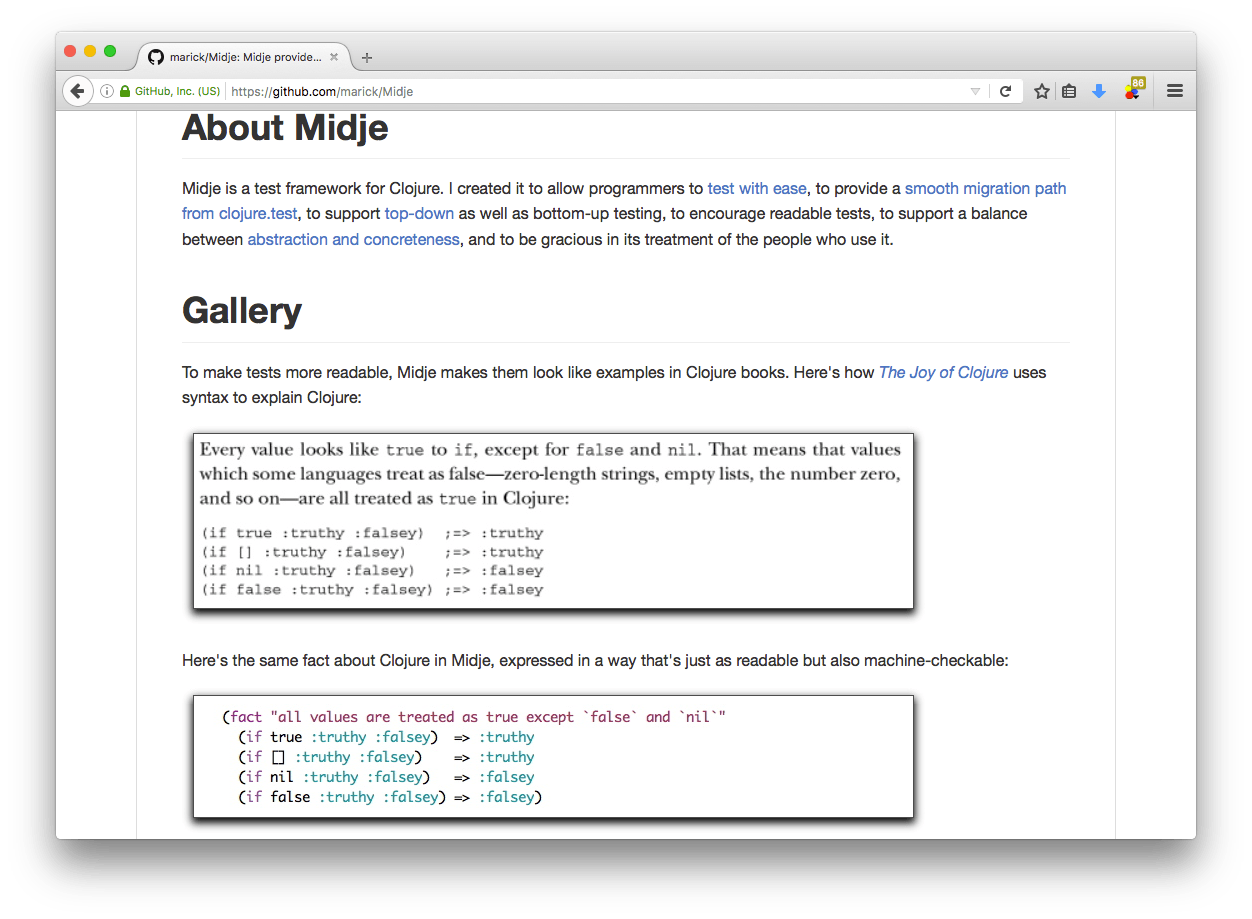 marick/Midje: Midje provide...
GitHub, Inc. (US) https://github.com/marick/Midje
86
About Midje
Midje is a test framework for Clojure. I created it to allow programmers to test with ease, to provide a smooth migration path
from clojure.test, to support top-down as well as bottom-up testing, to encourage readable tests, to support a balance
between abstraction and concreteness, and to be gracious in its treatment of the people who use it.
Gallery
To make tests more readable, Midje makes them look like examples in Clojure books. Here's how The Joy of Clojure uses
syntax to explain Clojure:
Every value looks like true to if, except for false and nil. That means that values
which some languages treat as false—zero-length strings, empty lists, the number zero,
and so on—are all treated as true in Clojure:
(if true :truthy :falsey) ;=> :truthy
(if [] :truthy :falsey) ;=> :truthy
(if nil :truthy :falsey) ;=> :falsey
(if false :truthy :falsey) ;=> :falsey
Here's the same fact about Clojure in Midje, expressed in a way that's just as readable but also machine-checkable:
(fact "all values are treated as true except `false` and `nil`"
(if true :truthy :falsey) => :truthy
(if [] :truthy :falsey) => :truthy
(if nil :truthy :falsey) => :falsey
(if false :truthy :falsey) => :falsey)